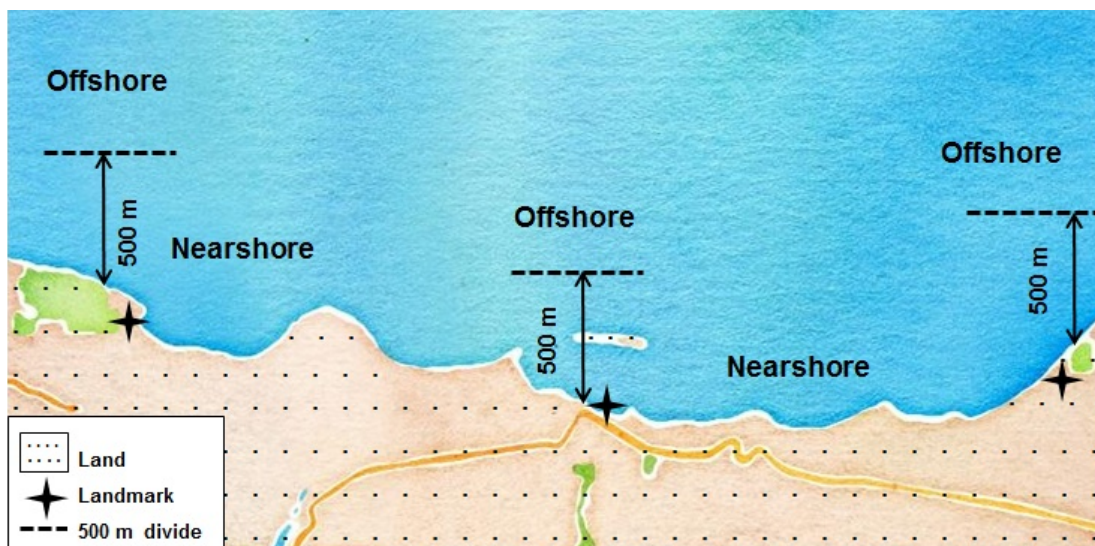 Offshore
Offshore
500 m
Offshore
Nearshore
500 m
500 m
Nearshore
Land
Landmark
500 m divide